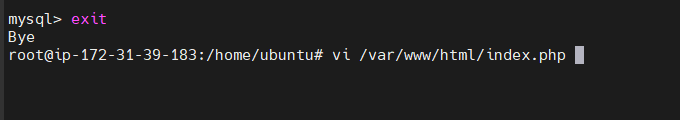 mysql> exit
Bye
root@ip-172-31-39-183:/home/ubuntu# vi /var/www/html/index.php